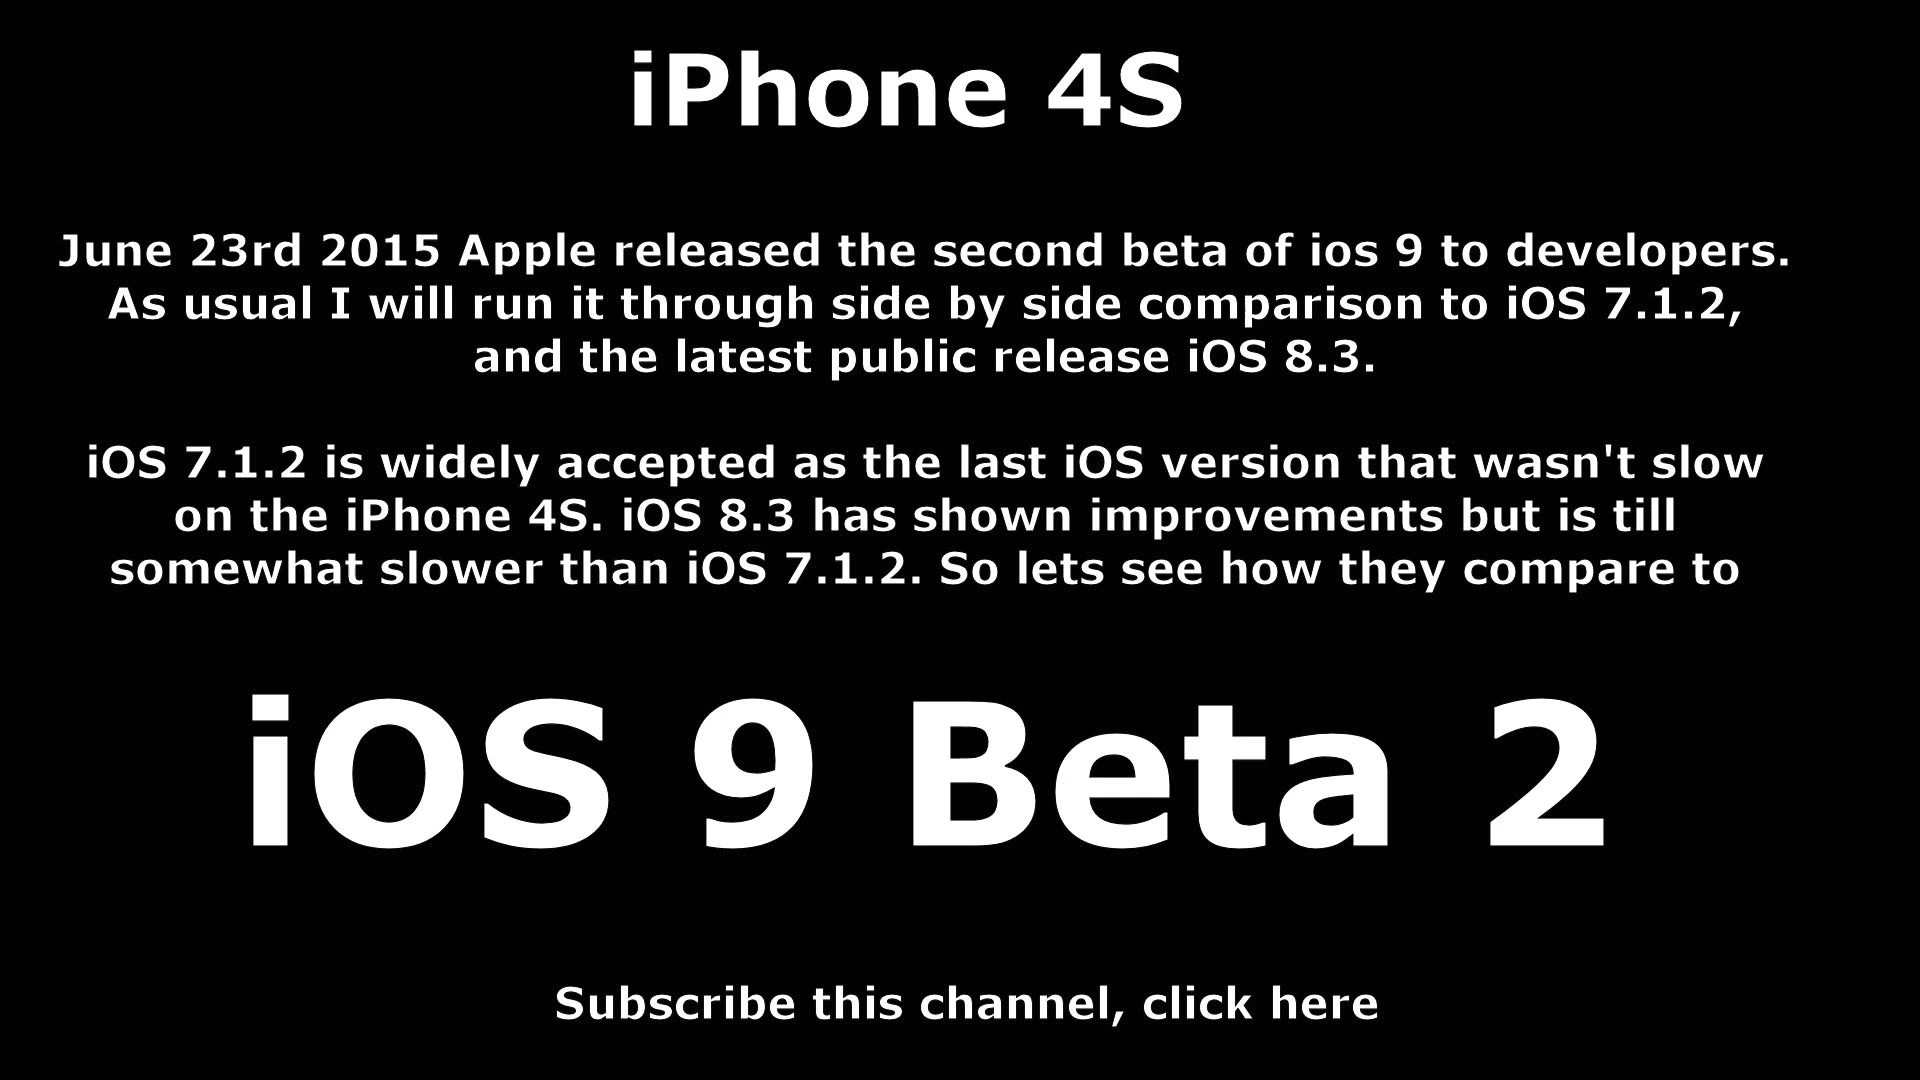 iPhone 4S
June 23rd 2015 Apple released the second beta of ios 9 to developers.
As usual I will run it through side by side comparison to iOS 7.1.2,
and the latest public release iOS 8.3.
iOS 7.1.2 is widely accepted as the last iOS version that wasn't slow
on the iPhone 4S. iOS 8.3 has shown improvements but is till
somewhat slower than iOS 7.1.2. So lets see how they compare to
iOS 9 Beta 2
Subscribe this channel, click here